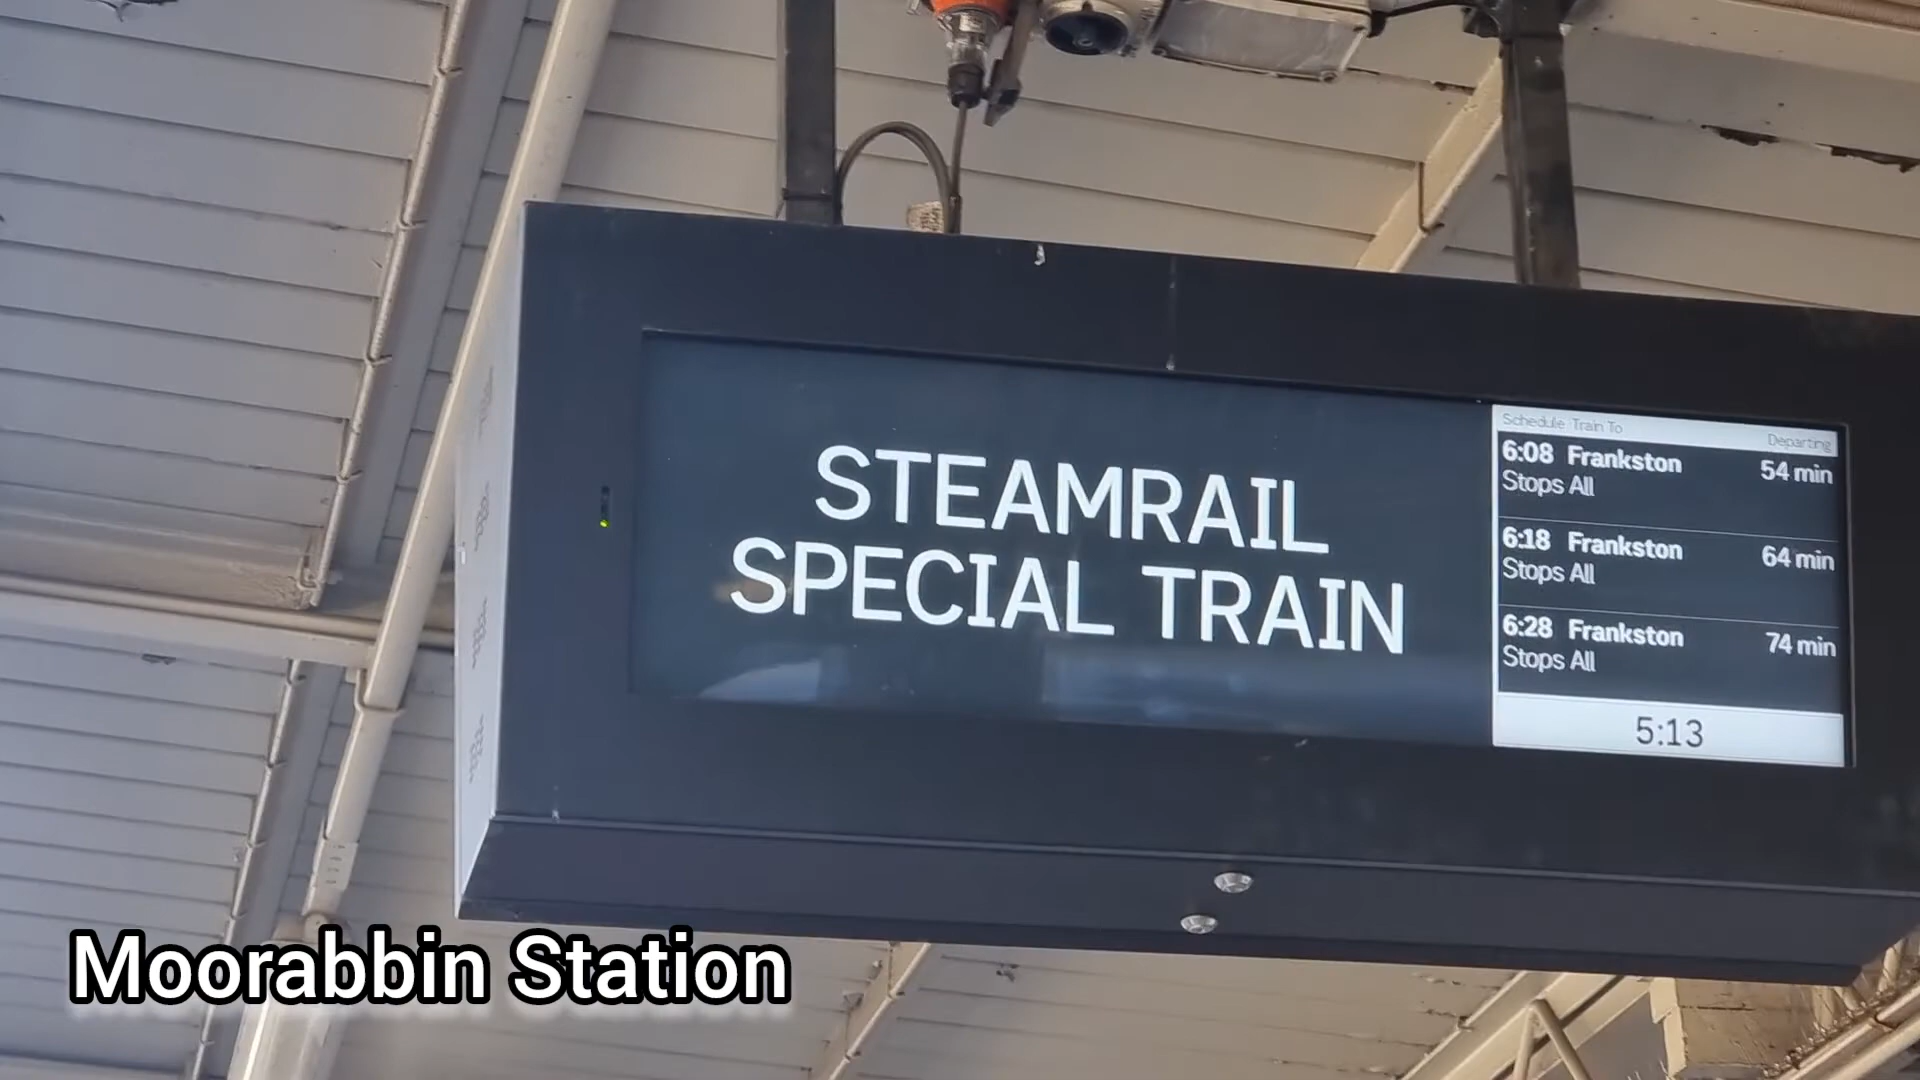 STEAMRAIL
SPECIAL TRAIN
Schedule Train To Departing
6:08 Frankston 54 min
Stops All
6:18 Frankston 64 min
Stops All
6:28 Frankston 74 min
Stops All
5:13
Moorabbin Station